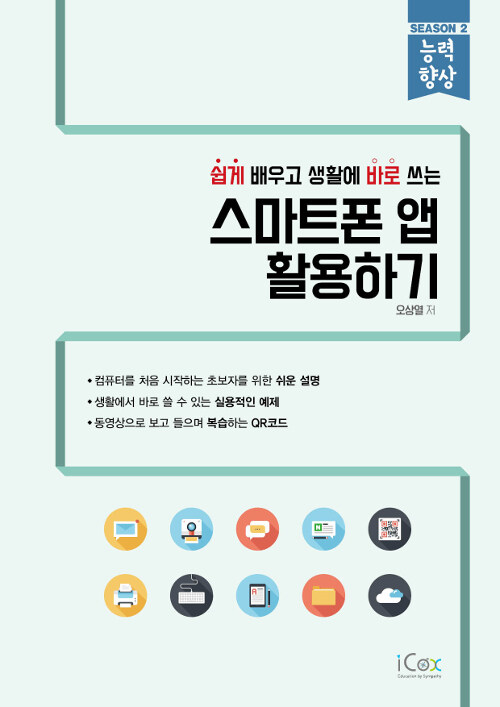 SEASON 2
능력
향상
쉽게 배우고 생활에 바로 쓰는
스마트폰 앱
활용하기
오상열 저
• 컴퓨터를 처음 시작하는 초보자를 위한 쉬운 설명
• 생활에서 바로 쓸 수 있는 실용적인 예제
• 동영상으로 보고 들으며 복습하는 QR코드
iCox
Education by Sympathy